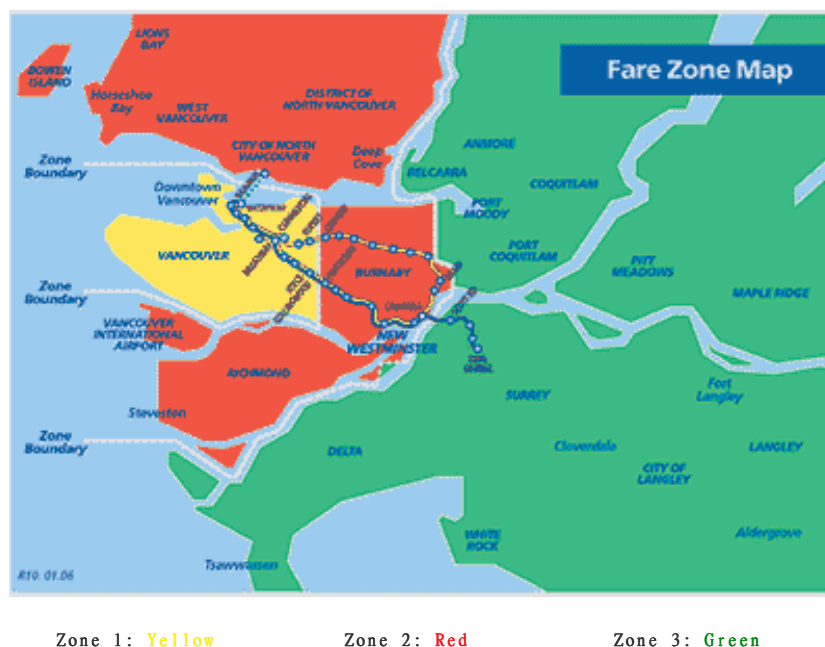 LIONS
BAY
BOWEN
ISLAND
Fare Zone Map
Horseshoe
Bay
WEST
VANCOUVER
DISTRICT OF
NORTH VANCOUVER
CITY OF NORTH
VANCOUVER
Deep
Cove
ANMORE
BELCARRA
Zone
Boundary
Downtown
Vancouver
COQUITLAM
PORT
MOODY
VANCOUVER
BURNABY
PORT
COQUITLAM
PITT
MEADOWS
MAPLE RIDGE
Zone
Boundary
VANCOUVER
INTERNATIONAL
AIRPORT
NEW
WESTMINSTER
RICHMOND
SURREY
Fort
Langley
Steveston
Zone
Boundary
DELTA
Cloverdale
LANGLEY
CITY OF
LANGLEY
WHITE
ROCK
Aldergrove
Tsawwassen
R10. 01.06
Zone 1: Yellow Zone 2: Red Zone 3: Green